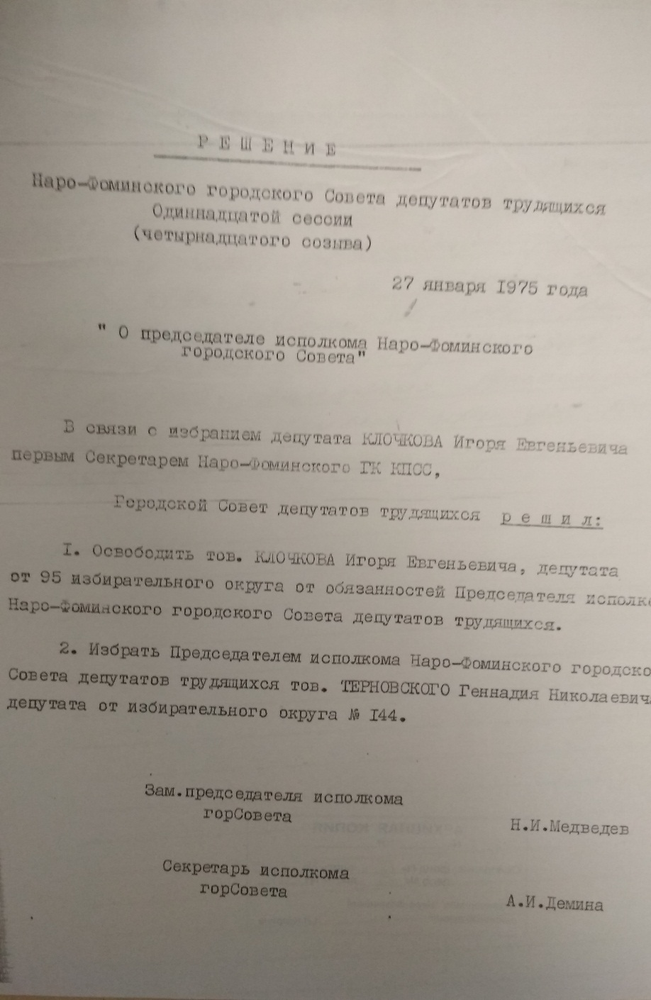 Р Е Ш Е Н И Е
Наро-Фоминского городского Совета депутатов трудящихся
Одиннадцатой сессии
(четырнадцатого созыва)
27 января 1975 года
" О председателе исполкома Наро-Фоминского
городского Совета"
В связи с избранием депутата КЛОЧКОВА Игоря Евгеньевича
первым Секретарем Наро-Фоминского ГК КПСС,
Городской Совет депутатов трудящихся р е ш и л:
I. Освободить тов. КЛОЧКОВА Игоря Евгеньевича, депутата
от 95 избирательного округа от обязанностей Председателя исполко
Наро-Фоминского городского Совета депутатов трудящихся.
2. Избрать Председателем исполкома Наро-Фоминского городско
Совета депутатов трудящихся тов. ТЕРНОВСКОГО Геннадия Николаевича
депутата от избирательного округа № I44.
Зам.председателя исполкома
горСовета
Н.И.Медведев
Секретарь исполкома
горСовета
А.И.Демина